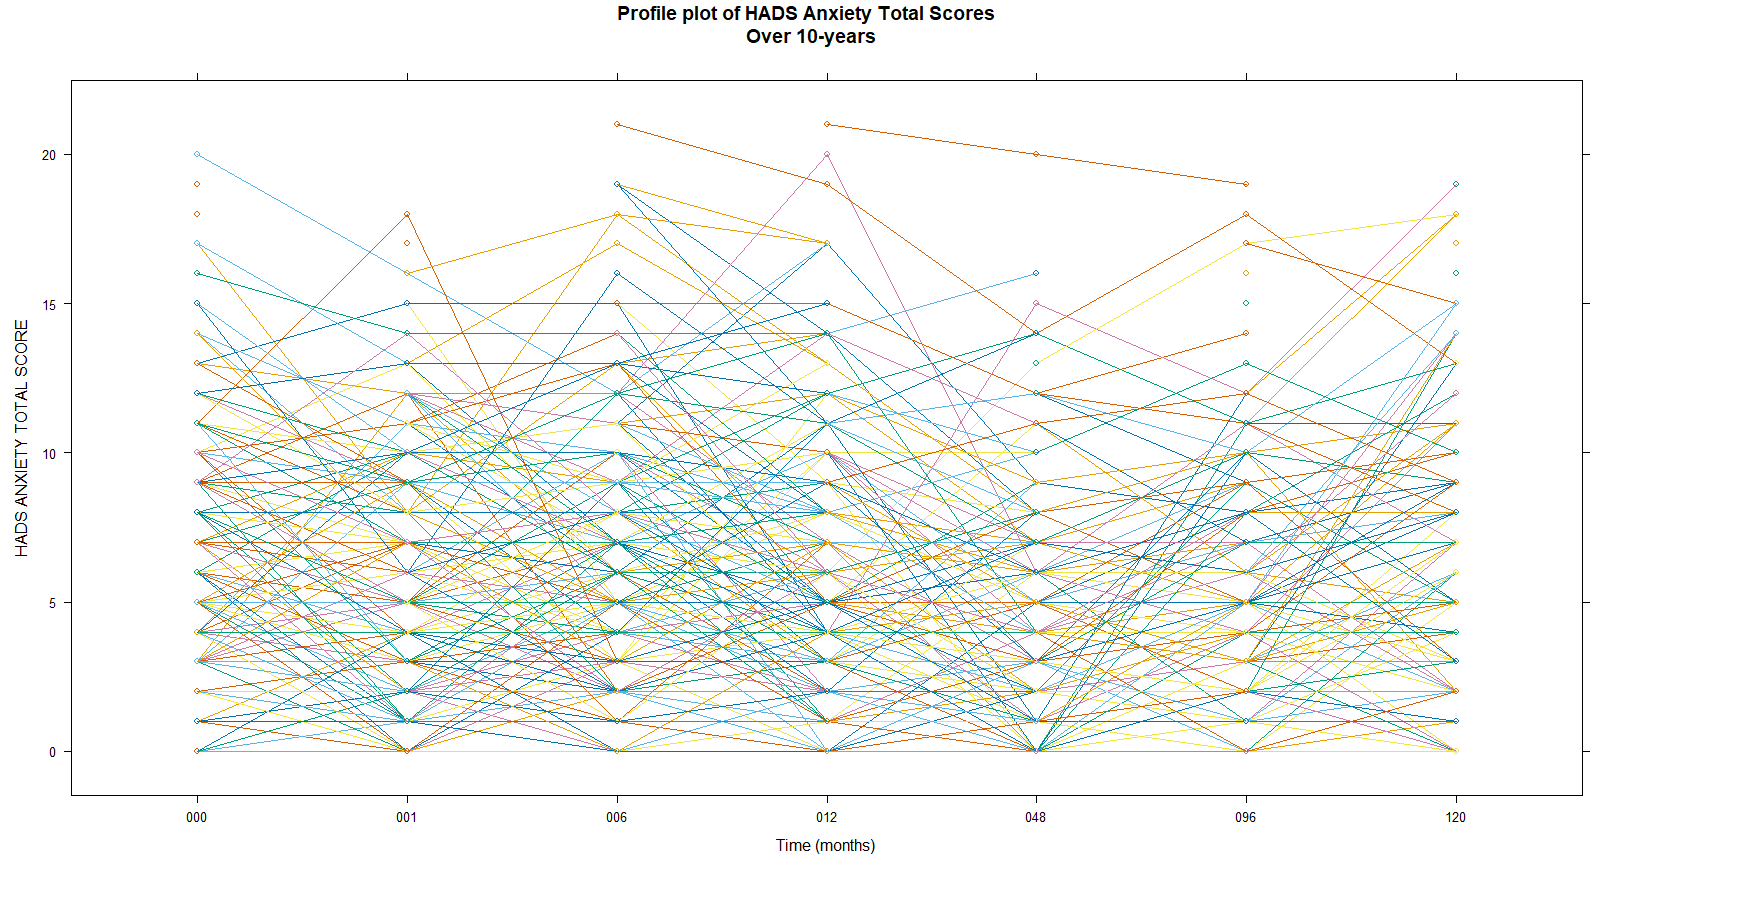 Profile plot of HADS Anxiety Total Scores
Over 10-years
HADS ANXIETY TOTAL SCORE
20
15
10
5
0
000 001 006 012 048 096 120
Time (months)